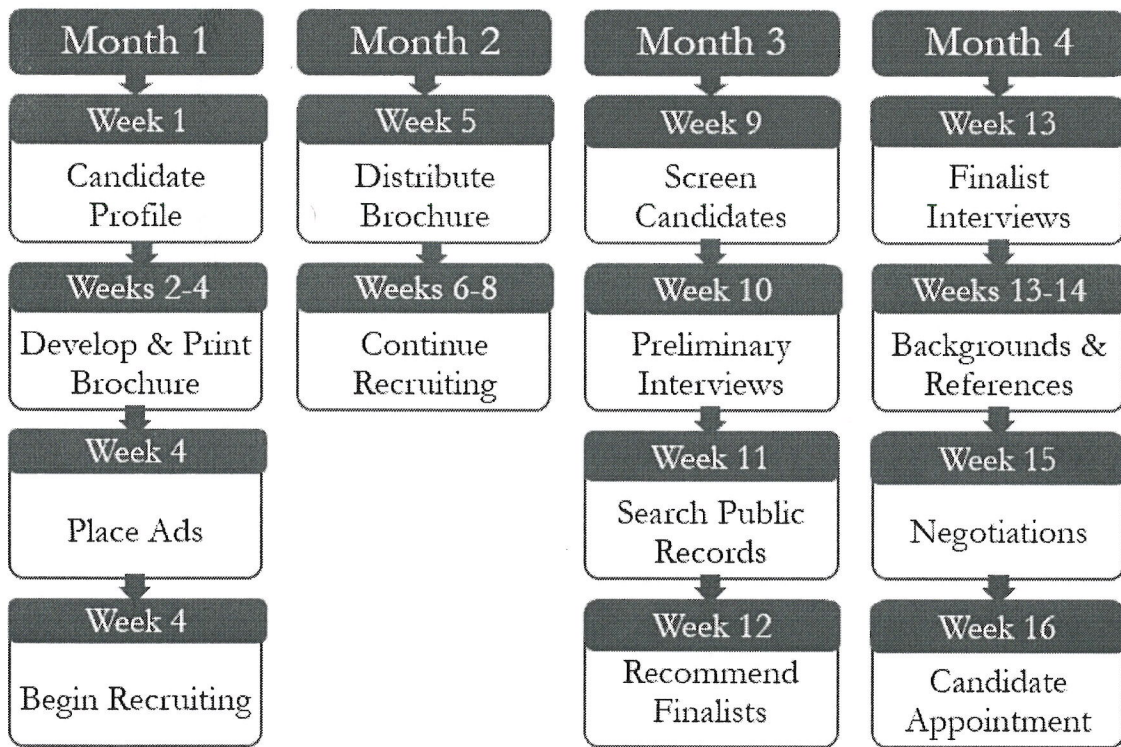 Month 1
Week 1
Candidate
Profile
Weeks 2-4
Develop & Print
Brochure
Week 4
Place Ads
Week 4
Begin Recruiting
Month 2
Week 5
Distribute
Brochure
Weeks 6-8
Continue
Recruiting
Month 3
Week 9
Screen
Candidates
Week 10
Preliminary
Interviews
Week 11
Search Public
Records
Week 12
Recommend
Finalists
Month 4
Week 13
Finalist
Interviews
Weeks 13-14
Backgrounds &
References
Week 15
Negotiations
Week 16
Candidate
Appointment